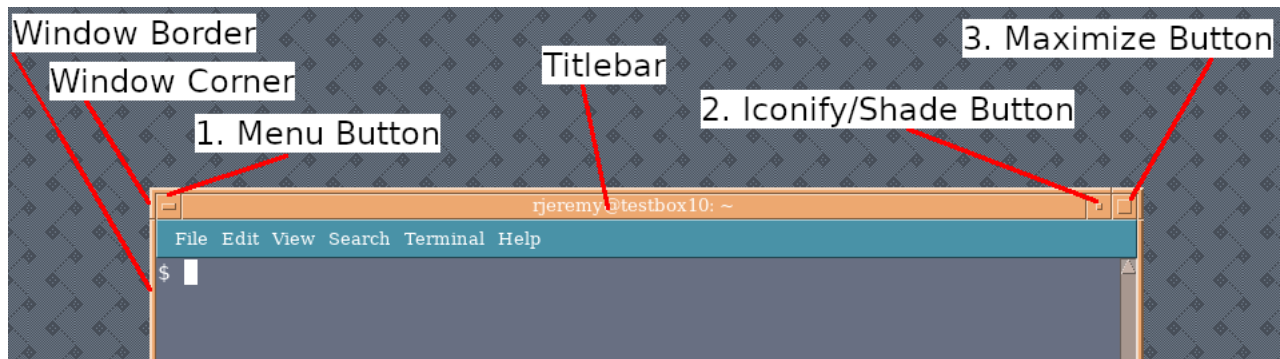 Window Border
3. Maximize Button
Titlebar
Window Corner
2. Iconify/Shade Button
1. Menu Button
rjeremy@testbox10: ~
File Edit View Search Terminal Help
$